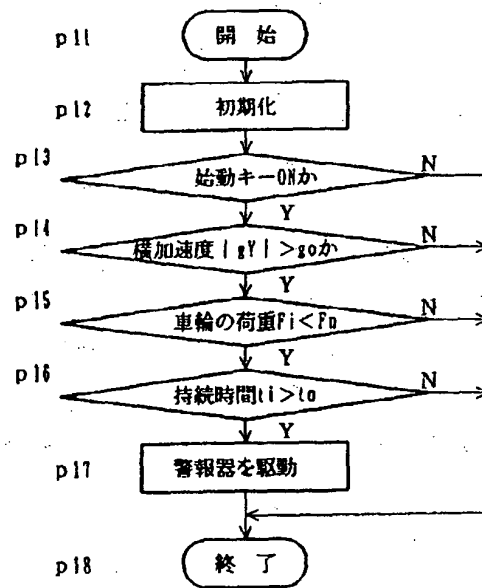 p11 開 始
p12 初期化
p13 始動キーONか N
Y
p14 横加速度|gY|>goか N
Y
p15 車輪の荷重Fi<Fn N
Y
p16 持続時間ti>to N
Y
p17 警報器を駆動
p18 終 了